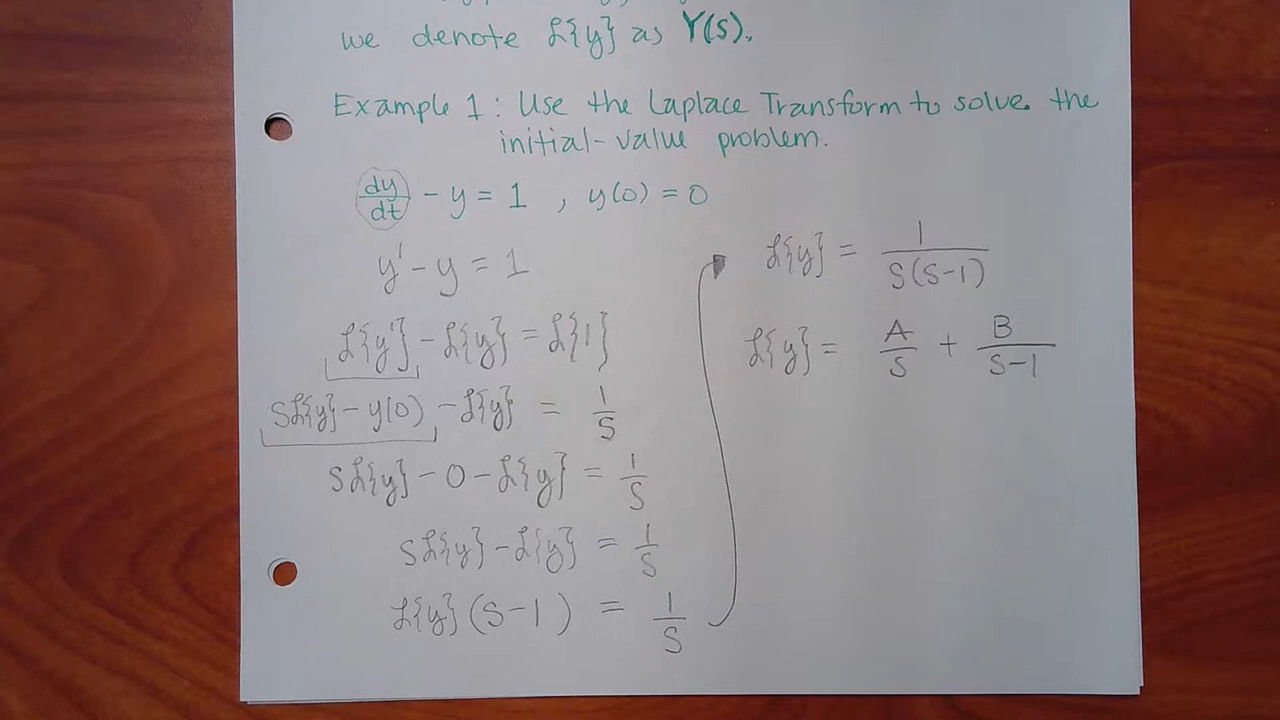 we denote ℒ{y} as Y(s).
Example 1: Use the Laplace Transform to solve the
initial-value problem.
dy/dt - y = 1 , y(0) = 0
y' - y = 1
ℒ{y'} - ℒ{y} = ℒ{1}
sℒ{y} - y(0) - ℒ{y} = 1/s
sℒ{y} - 0 - ℒ{y} = 1/s
sℒ{y} - ℒ{y} = 1/s
ℒ{y}(s-1) = 1/s
ℒ{y} = 1/(s(s-1))
ℒ{y} = A/s + B/(s-1)